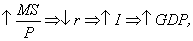 ↑ MS/P ⇒ ↓ r ⇒ ↑ I ⇒ ↑ GDP,